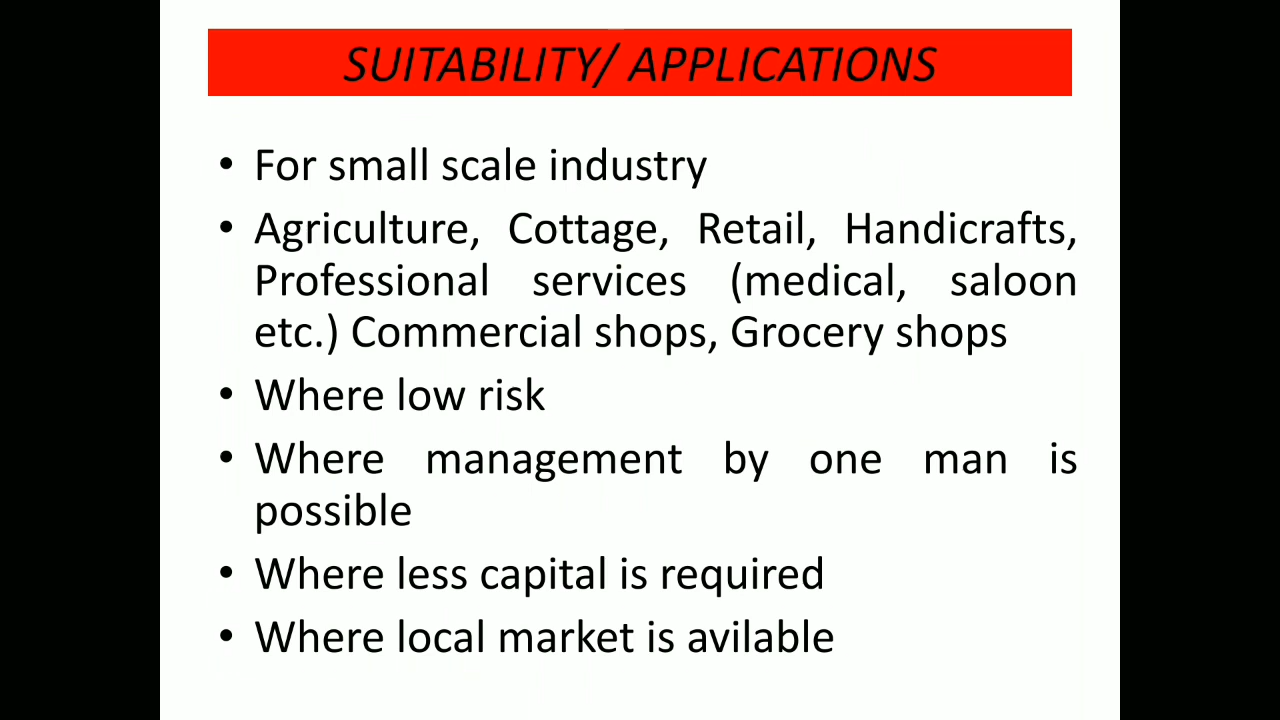 SUITABILITY/ APPLICATIONS
• For small scale industry
• Agriculture, Cottage, Retail, Handicrafts,
Professional services (medical, saloon
etc.) Commercial shops, Grocery shops
• Where low risk
• Where management by one man is
possible
• Where less capital is required
• Where local market is avilable